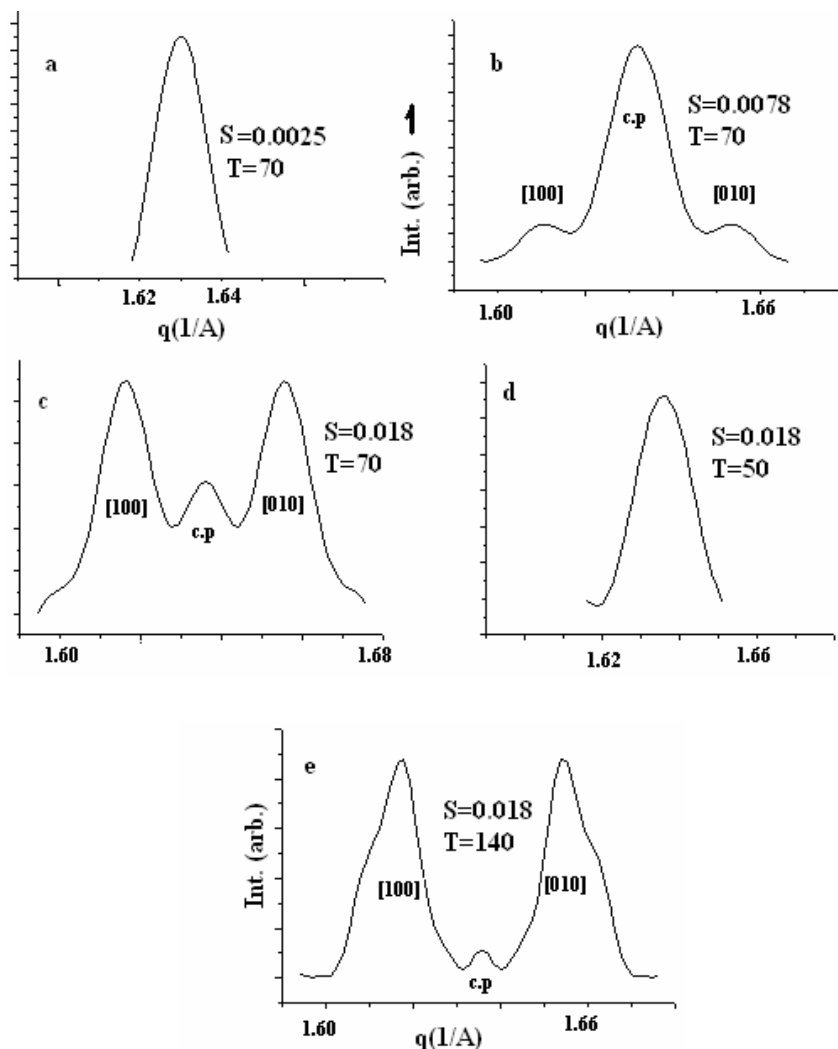 a
S=0.0025
T=70
1.62 1.64
q(1/A)
b
Int. (arb.)
c.p
S=0.0078
T=70
[100]
[010]
1.60 1.66
q(1/A)
c
S=0.018
T=70
[100]
c.p
[010]
1.60 1.68
d
S=0.018
T=50
1.62 1.66
e
Int. (arb.)
S=0.018
T=140
[100]
[010]
c.p
1.60 1.66
q(1/A)